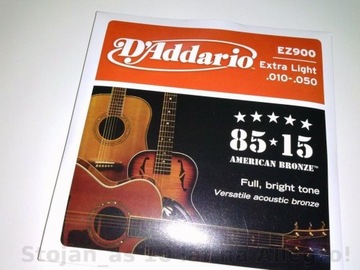 D'Addario
EZ900
Extra Light
.010-.050
85★15
AMERICAN BRONZE™
Full, bright tone
Versatile acoustic bronze